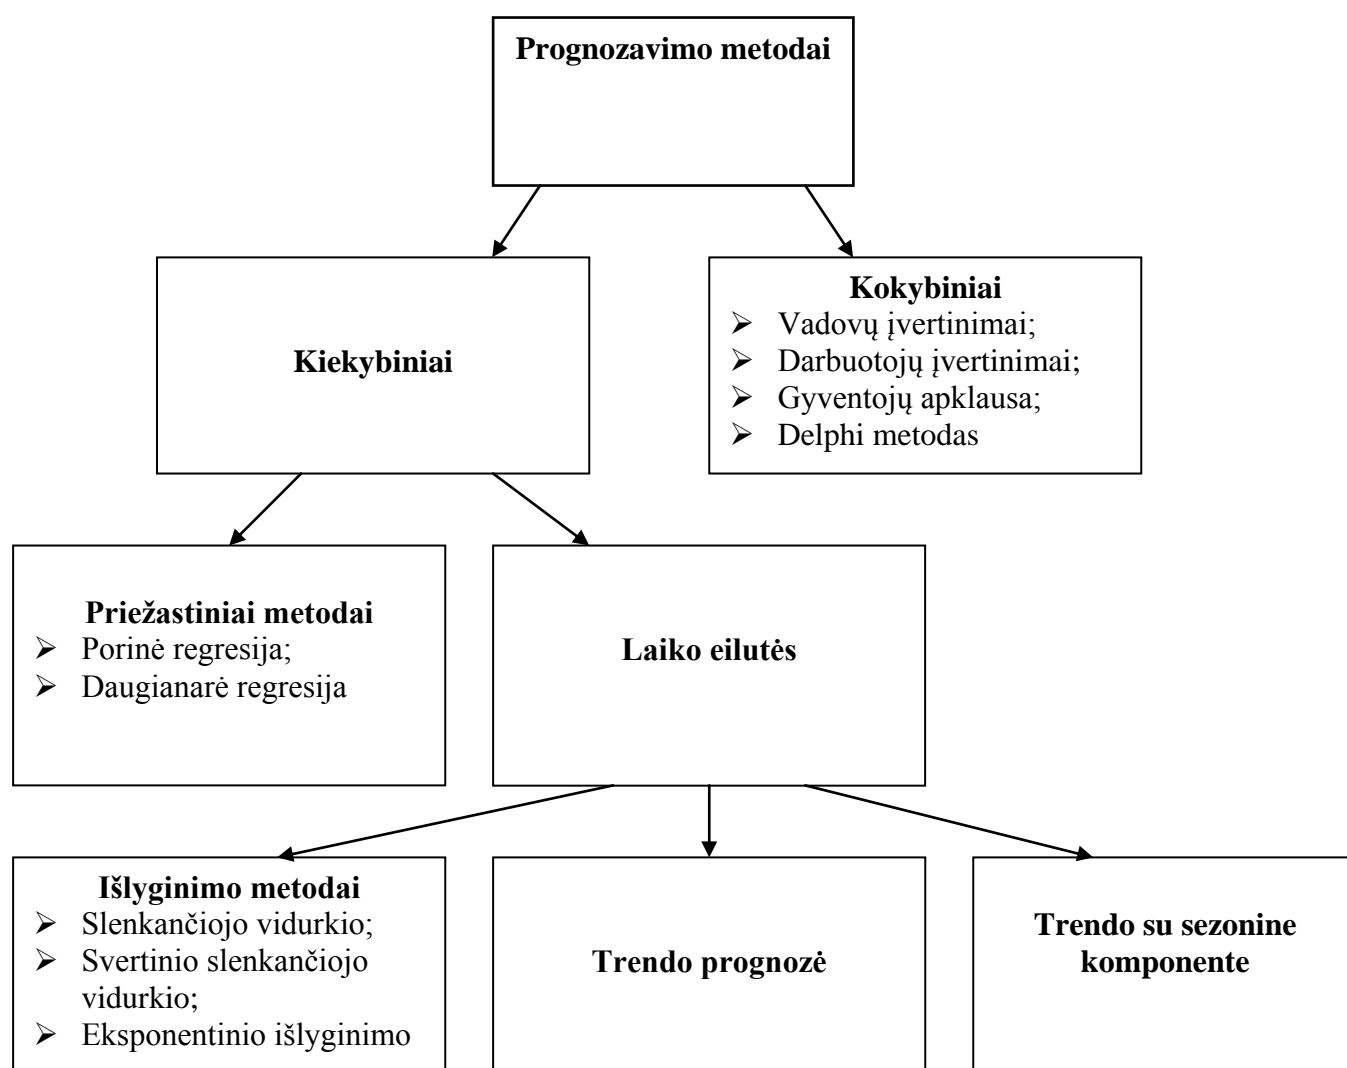 Prognozavimo metodai
Kiekybiniai
Kokybiniai
➢ Vadovų įvertinimai;
➢ Darbuotojų įvertinimai;
➢ Gyventojų apklausa;
➢ Delphi metodas
Priežastiniai metodai
➢ Porinė regresija;
➢ Daugianarė regresija
Laiko eilutės
Išlyginimo metodai
➢ Slenkančiojo vidurkio;
➢ Svertinio slenkančiojo
vidurkio;
➢ Eksponentinio išlyginimo
Trendo prognozė
Trendo su sezonine
komponente